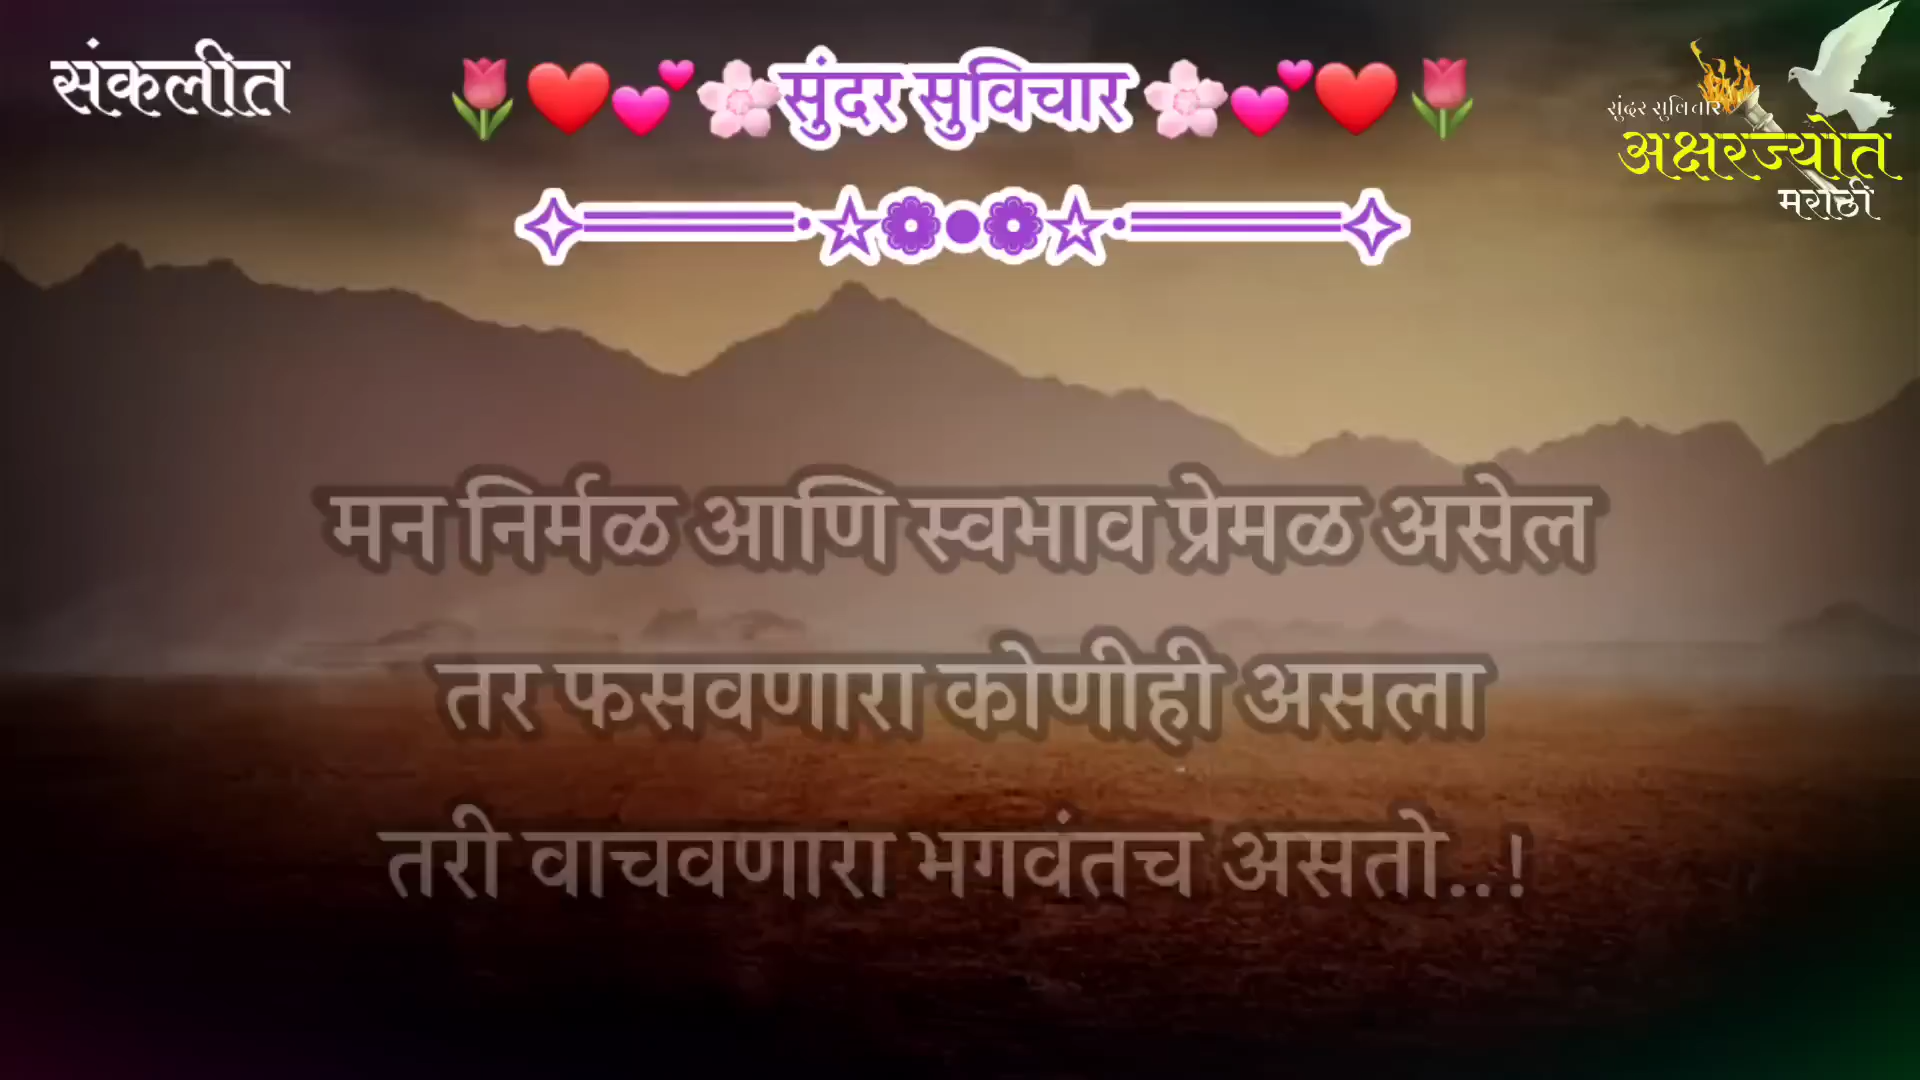 संकलीत
🌷❤️💕🌸सुंदर सुविचार 🌸💕❤️🌷
सुंदर सुविचार
अक्षरज्योत
मराठी
मन निर्मळ आणि स्वभाव प्रेमळ असेल
तर फसवणारा कोणीही असला
तरी वाचवणारा भगवंतच असतो..!